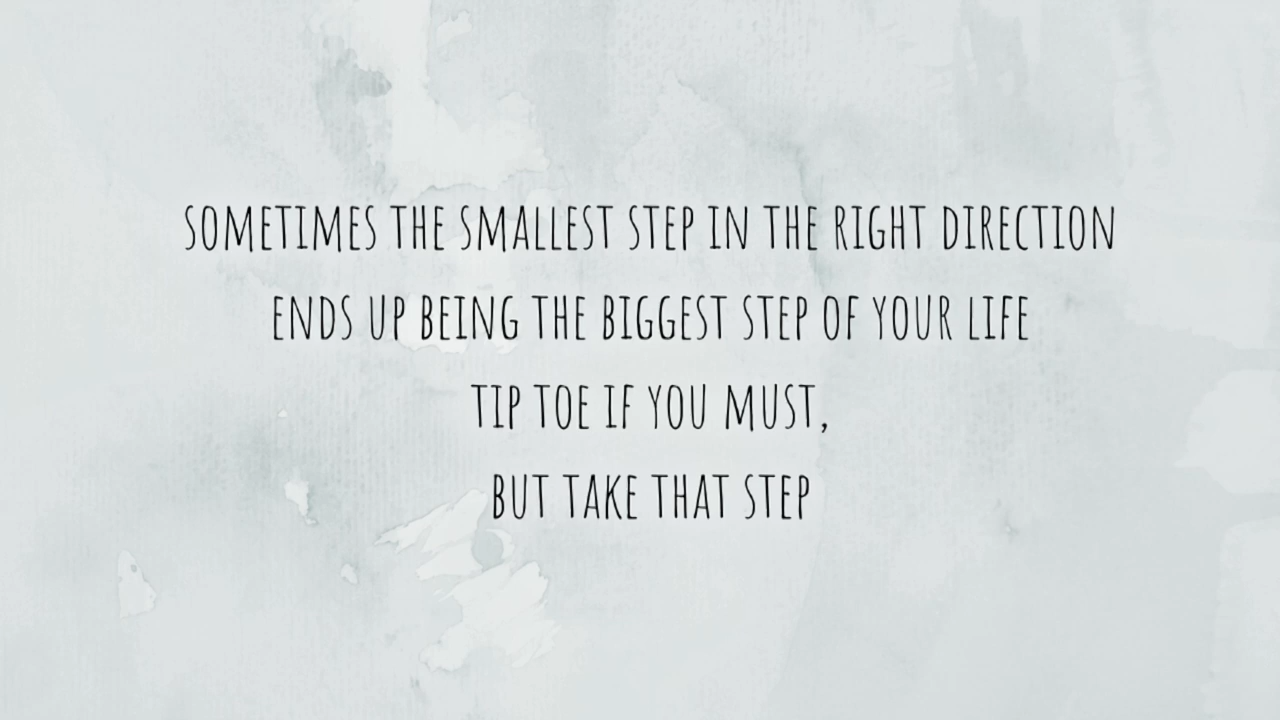 SOMETIMES THE SMALLEST STEP IN THE RIGHT DIRECTION
ENDS UP BEING THE BIGGEST STEP OF YOUR LIFE
TIP TOE IF YOU MUST,
BUT TAKE THAT STEP